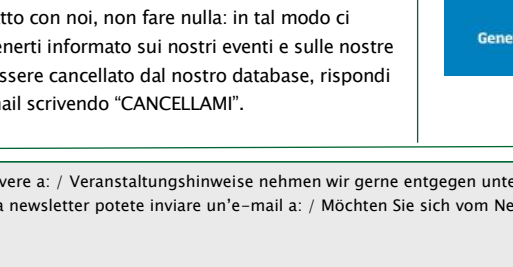 tto con noi, non fare nulla: in tal modo ci
enerti informato sui nostri eventi e sulle nostre
ssere cancellato dal nostro database, rispondi
ail scrivendo “CANCELLAMI”.
Gene
vere a: / Veranstaltungshinweise nehmen wir gerne entgegen unte
a newsletter potete inviare un’e-mail a: / Möchten Sie sich vom Ne